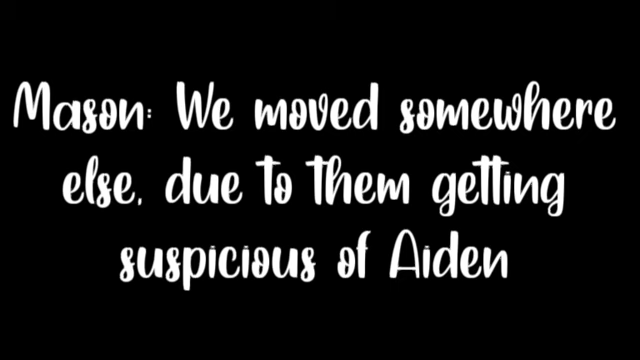 Mason: We moved somewhere
else, due to them getting
suspicious of Aiden